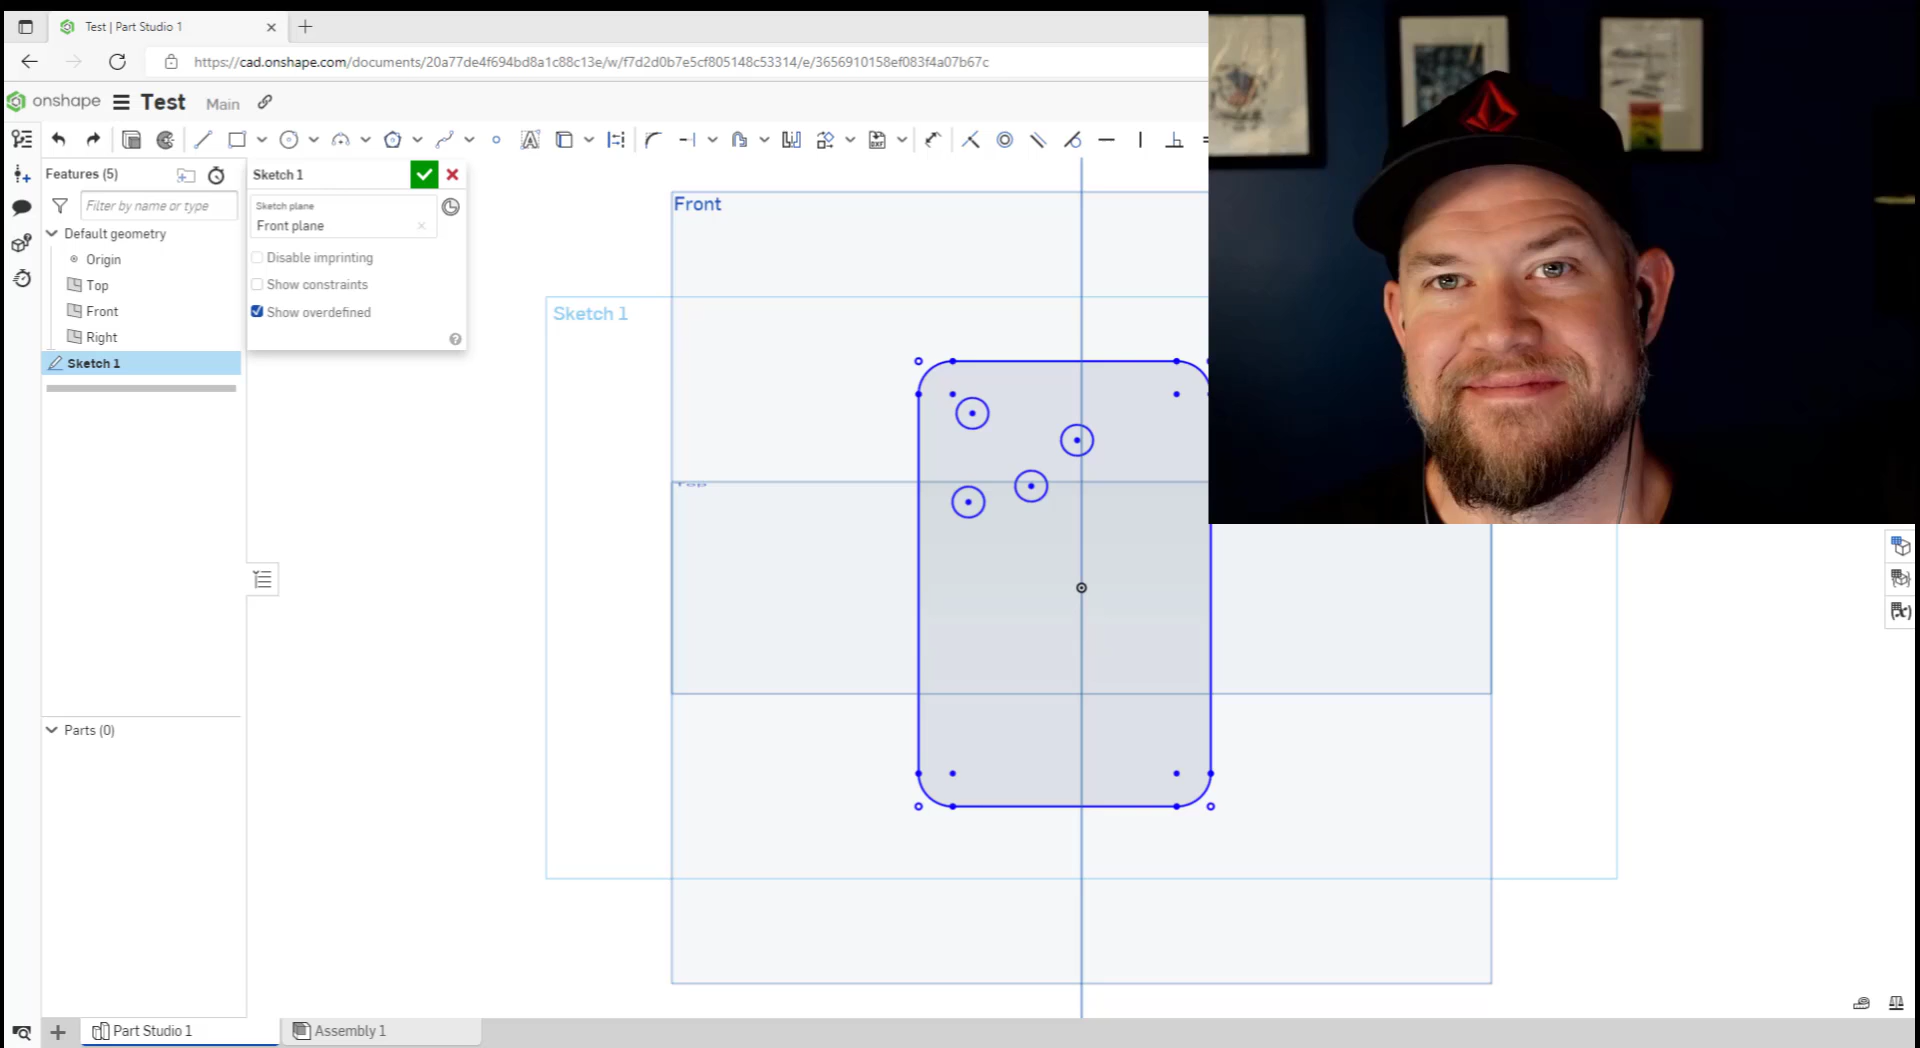 Test | Part Studio 1
https://cad.onshape.com/documents/20a77de4f694bd8a1c88c13e/w/f7d2d0b7e5cf805148c53314/e/3656910158ef083f4a07b67c
onshape Test Main
Features (5)
Filter by name or type
Default geometry
Origin
Top
Front
Right
Sketch 1
Parts (0)
Sketch 1
Sketch plane
Front plane
Disable imprinting
Show constraints
Show overdefined
Front
Sketch 1
Top
Part Studio 1
Assembly 1